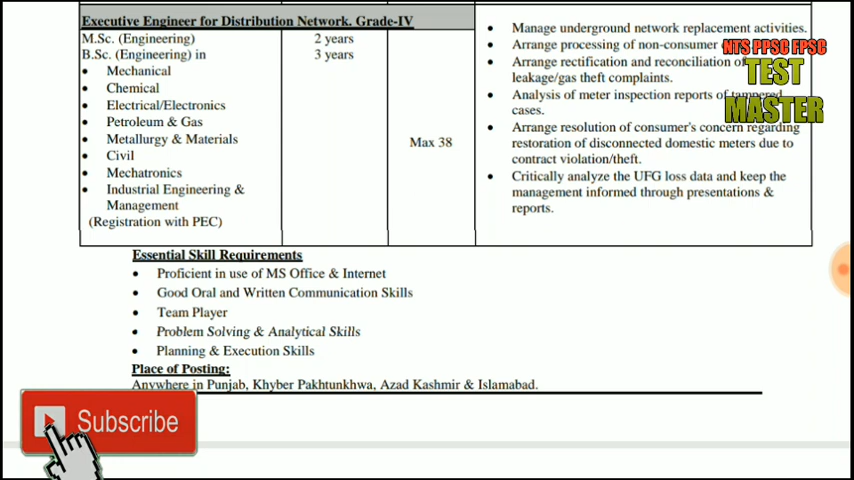 Executive Engineer for Distribution Network. Grade-IV
M.Sc. (Engineering) 2 years
B.Sc. (Engineering) in 3 years
• Mechanical
• Chemical
• Electrical/Electronics
• Petroleum & Gas
• Metallurgy & Materials
• Civil
• Mechatronics
• Industrial Engineering &
Management
(Registration with PEC)
Max 38
• Manage underground network replacement activities.
• Arrange processing of non-consumer
• Arrange rectification and reconciliation of
leakage/gas theft complaints.
• Analysis of meter inspection reports of tampered
cases.
• Arrange resolution of consumer's concern regarding
restoration of disconnected domestic meters due to
contract violation/theft.
• Critically analyze the UFG loss data and keep the
management informed through presentations &
reports.
NTS PPSC FPSC
TEST
MASTER
Essential Skill Requirements
• Proficient in use of MS Office & Internet
• Good Oral and Written Communication Skills
• Team Player
• Problem Solving & Analytical Skills
• Planning & Execution Skills
Place of Posting:
Anywhere in Punjab, Khyber Pakhtunkhwa, Azad Kashmir & Islamabad.
Subscribe